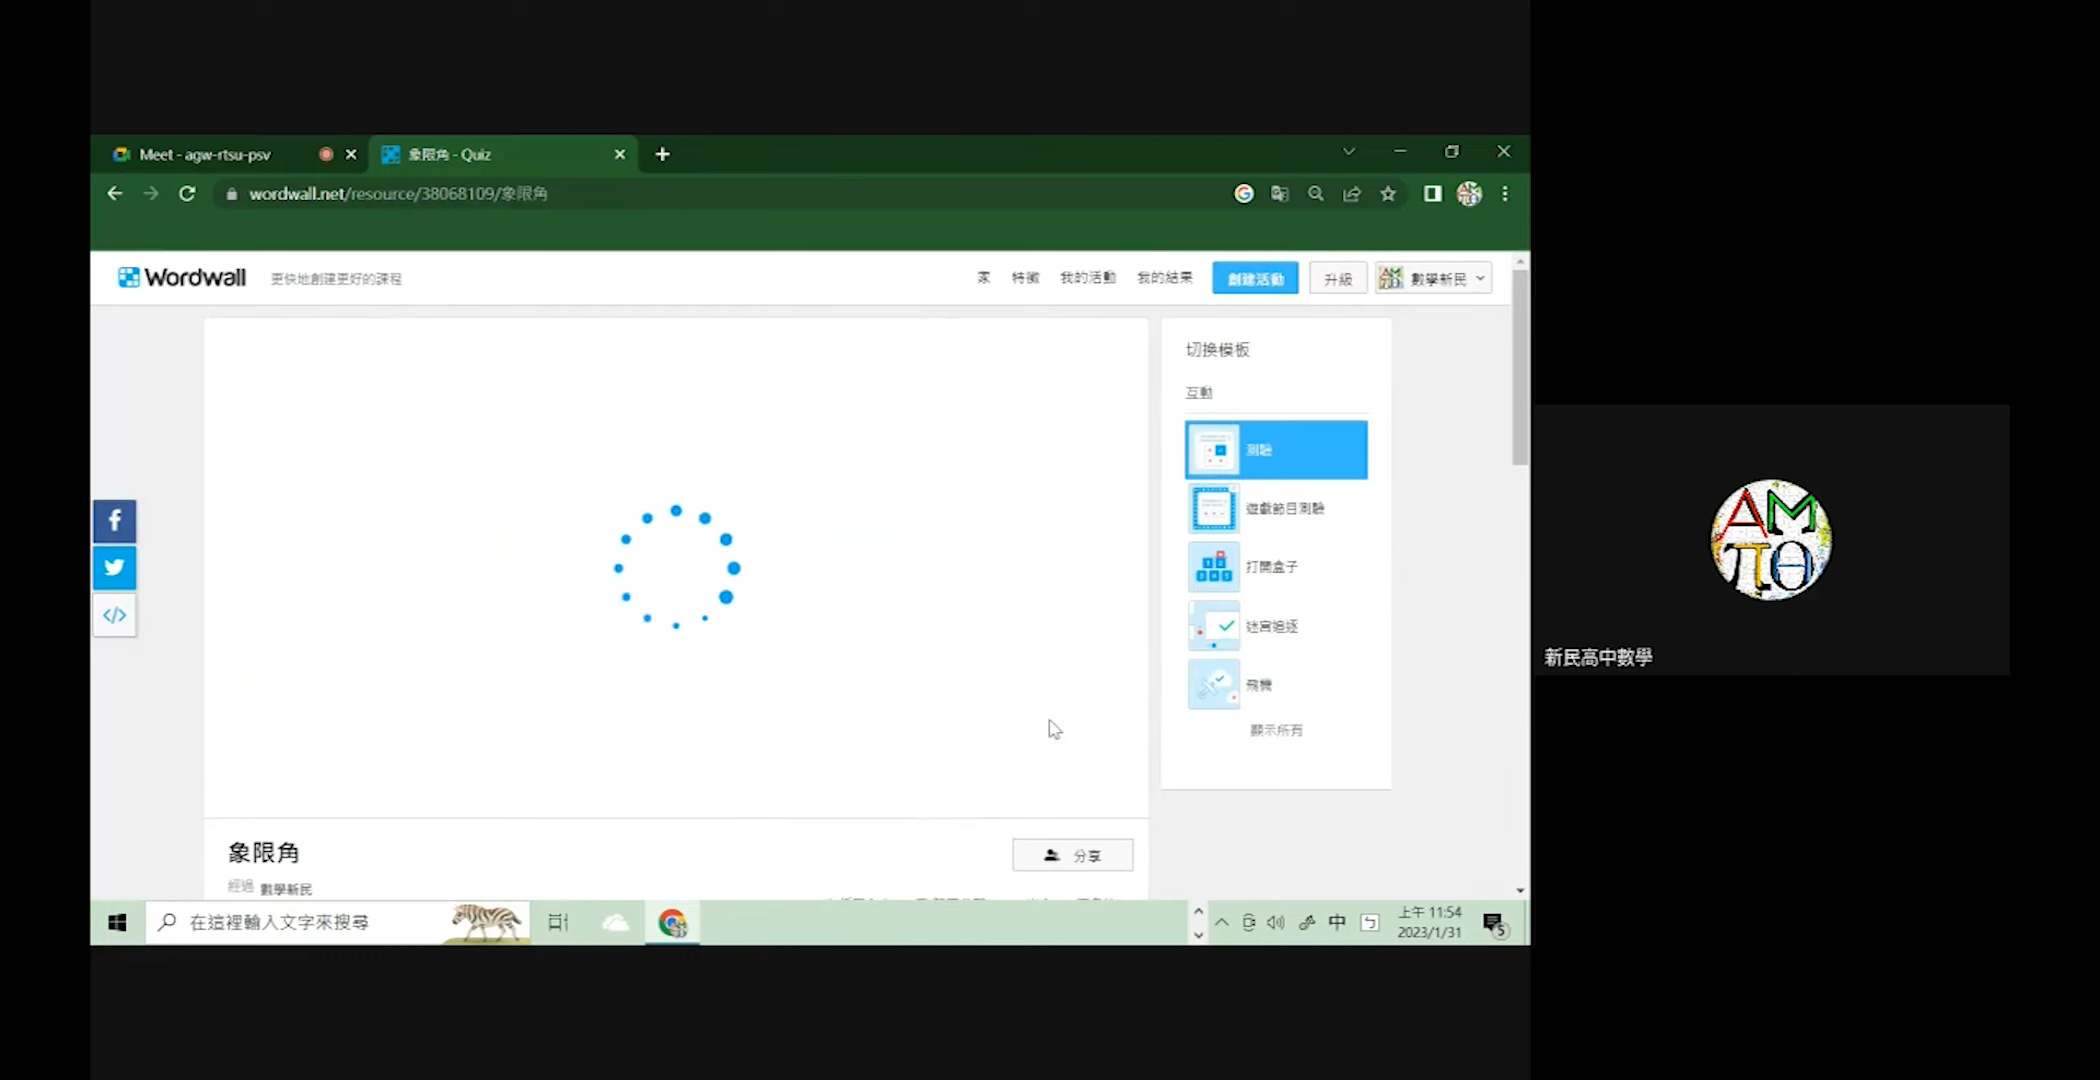 Meet - agw-rtsu-psv
象限角 - Quiz
wordwall.net/resource/38068109/象限角
Wordwall
更快地創建更好的課程
家
特徵
我的活動
我的結果
創建活動
升級
數學新民
切換模板
互動
測驗
遊戲節目測驗
打開盒子
迷宮追逐
飛機
顯示所有
新民高中數學
象限角
分享
經過 數學新民
在這裡輸入文字來搜尋
中
上午 11:54
2023/1/31
5